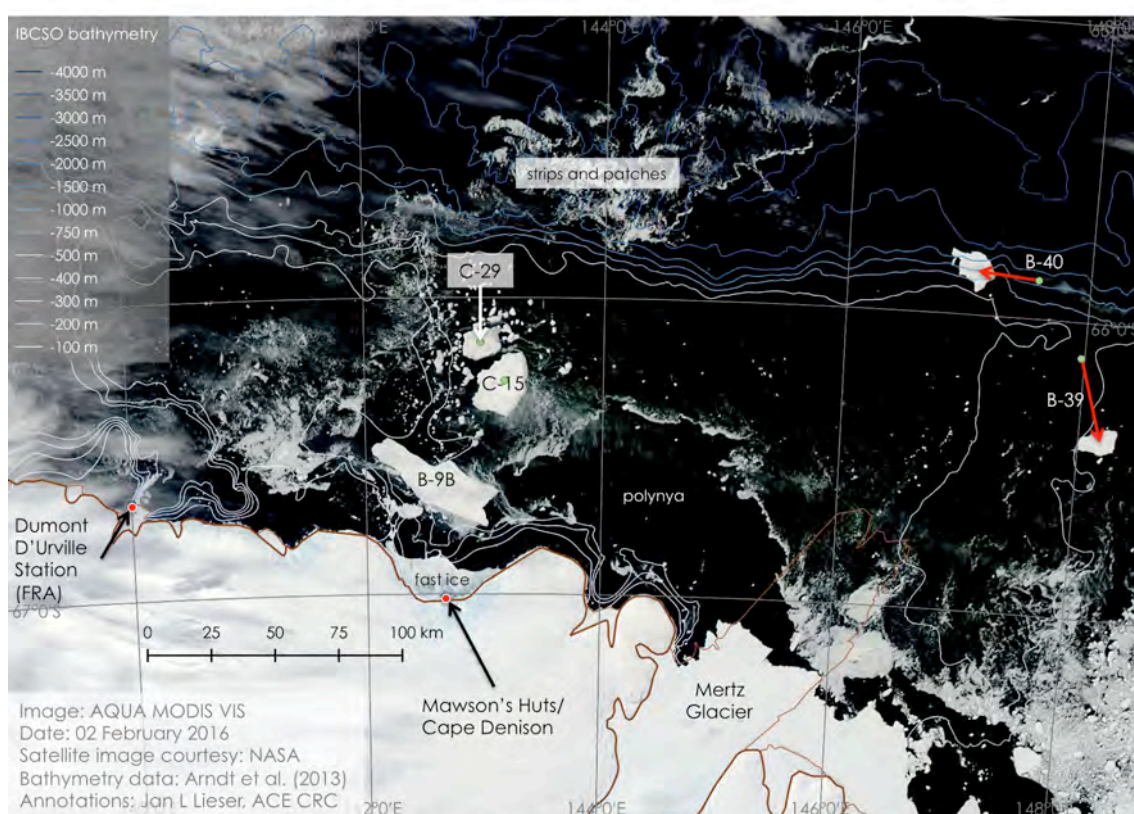 IBCSO bathymetry
-4000 m
-3500 m
-3000 m
-2500 m
-2000 m
-1500 m
-1000 m
-750 m
-500 m
-400 m
-300 m
-200 m
-100 m
0'E
144°0'E
146°0'E
strips and patches
C-29
B-40
66°0'S
C-15
B-39
B-9B
polynya
Dumont
D'Urville
Station
(FRA)
67°0'S
fast ice
0 25 50 75 100 km
Mawson's Huts/
Cape Denison
Mertz
Glacier
Image: AQUA MODIS VIS
Date: 02 February 2016
Satellite image courtesy: NASA
Bathymetry data: Arndt et al. (2013)
Annotations: Jan L Lieser, ACE CRC
2°0'E
144°0'E
146°0'E